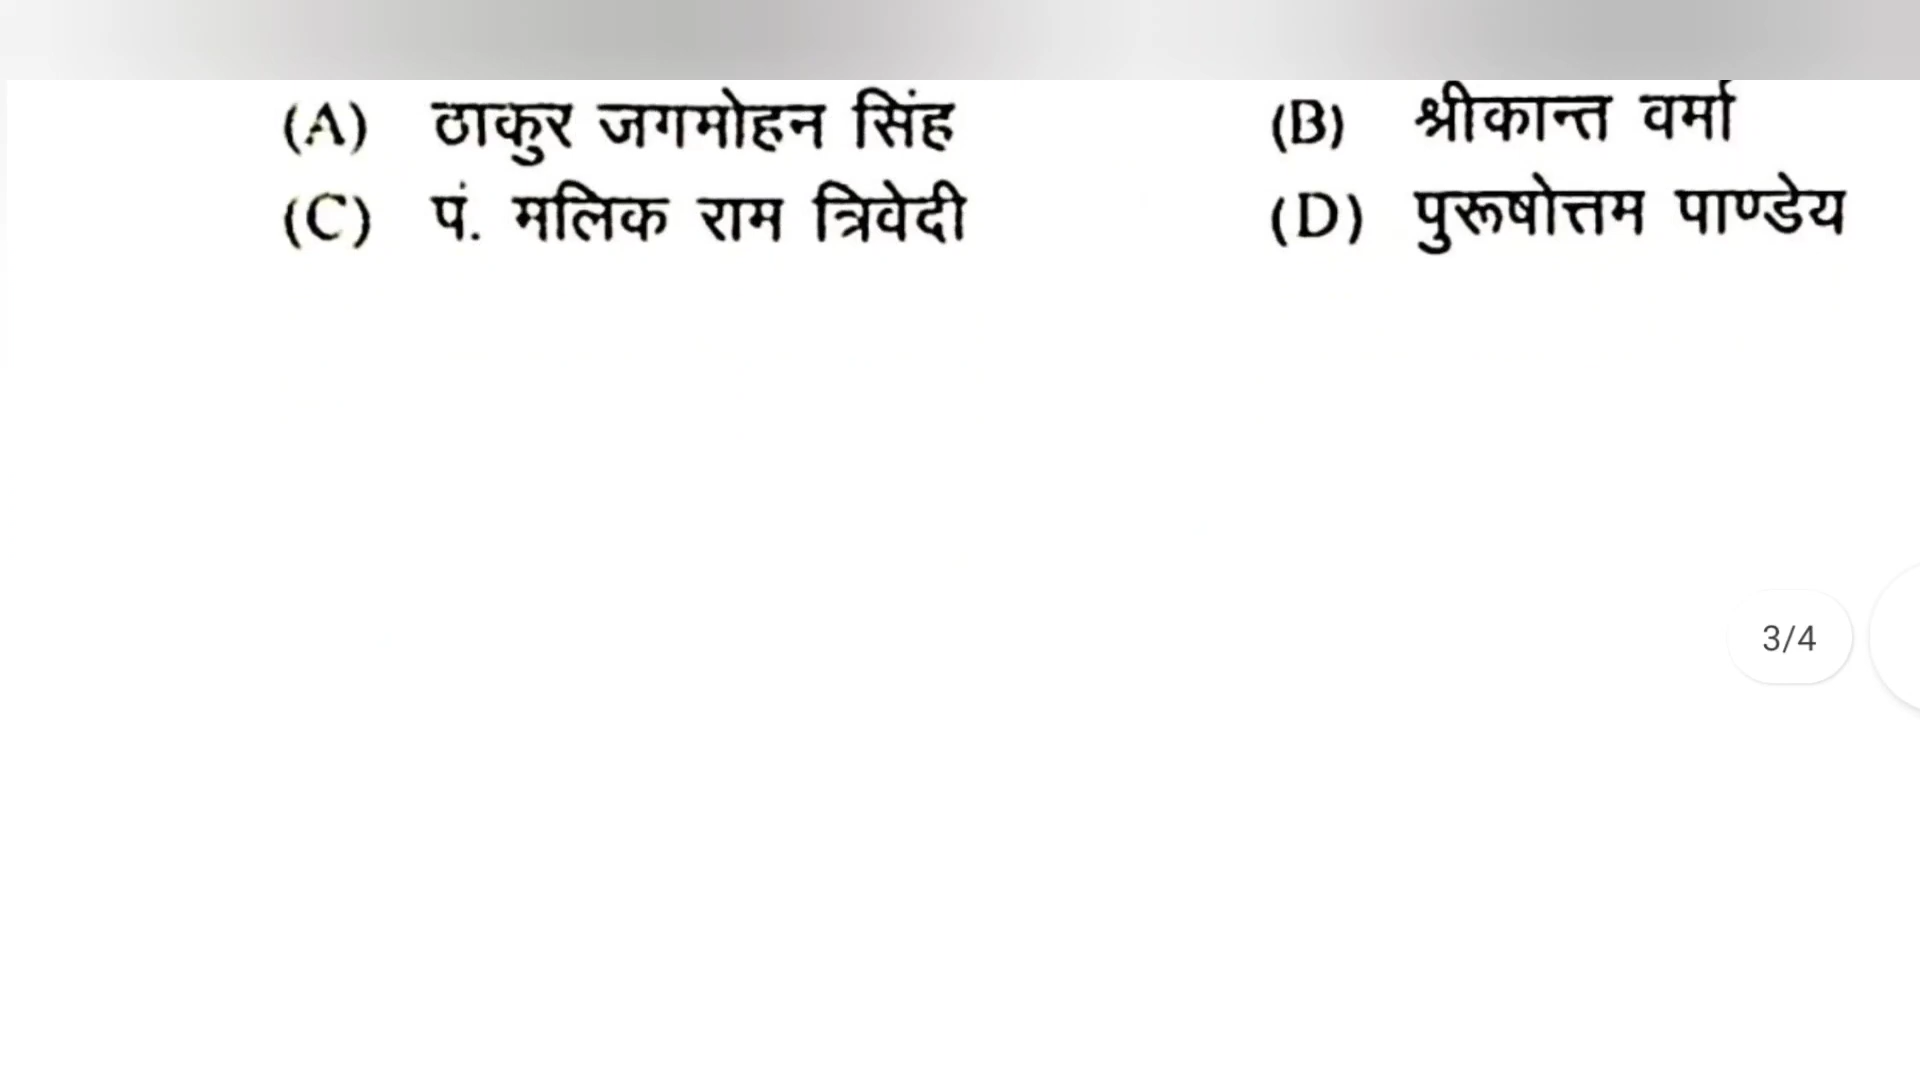 (A) ठाकुर जगमोहन सिंह (B) श्रीकान्त वर्मा
(C) पं. मलिक राम त्रिवेदी (D) पुरूषोत्तम पाण्डेय
3/4